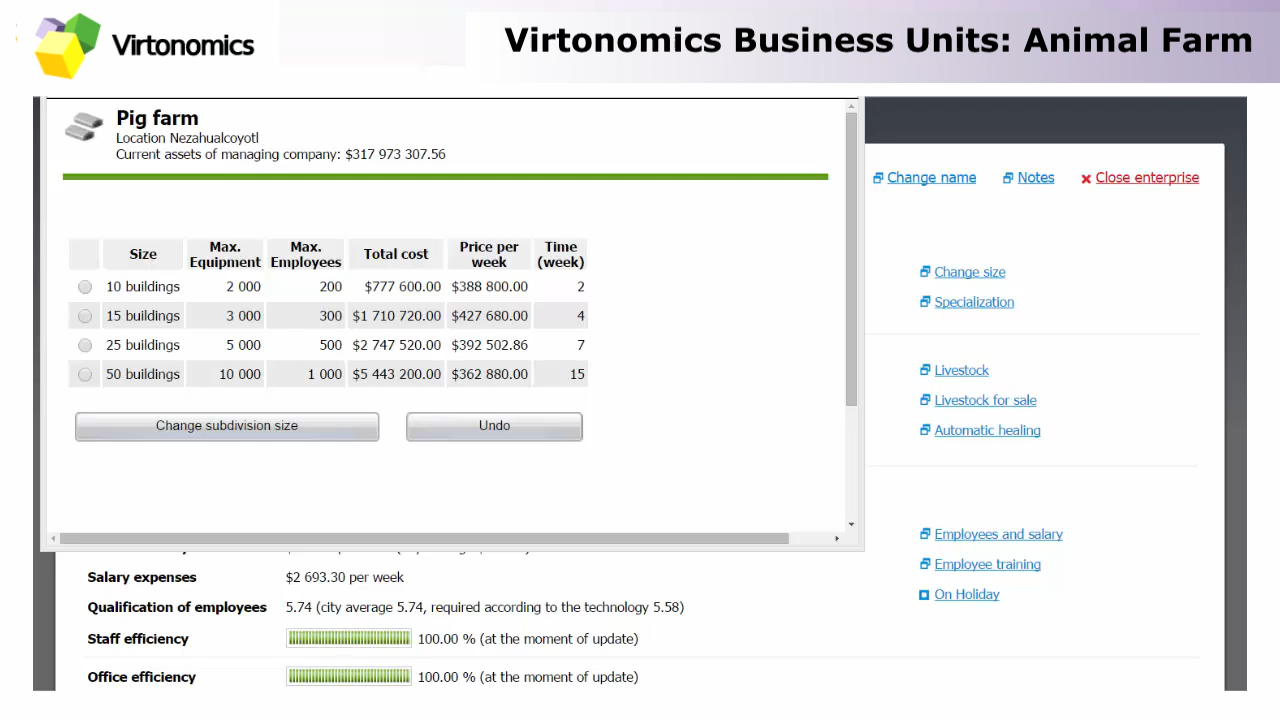 Virtonomics
Virtonomics Business Units: Animal Farm
Pig farm
Location Nezahualcoyotl
Current assets of managing company: $317 973 307.56
Change name
Notes
Close enterprise
Size Max. Equipment Max. Employees Total cost Price per week Time (week)
10 buildings 2 000 200 $777 600.00 $388 800.00 2
15 buildings 3 000 300 $1 710 720.00 $427 680.00 4
25 buildings 5 000 500 $2 747 520.00 $392 502.86 7
50 buildings 10 000 1 000 $5 443 200.00 $362 880.00 15
Change subdivision size
Undo
Change size
Specialization
Livestock
Livestock for sale
Automatic healing
Employees and salary
Employee training
On Holiday
Salary expenses $2 693.30 per week
Qualification of employees 5.74 (city average 5.74, required according to the technology 5.58)
Staff efficiency 100.00 % (at the moment of update)
Office efficiency 100.00 % (at the moment of update)